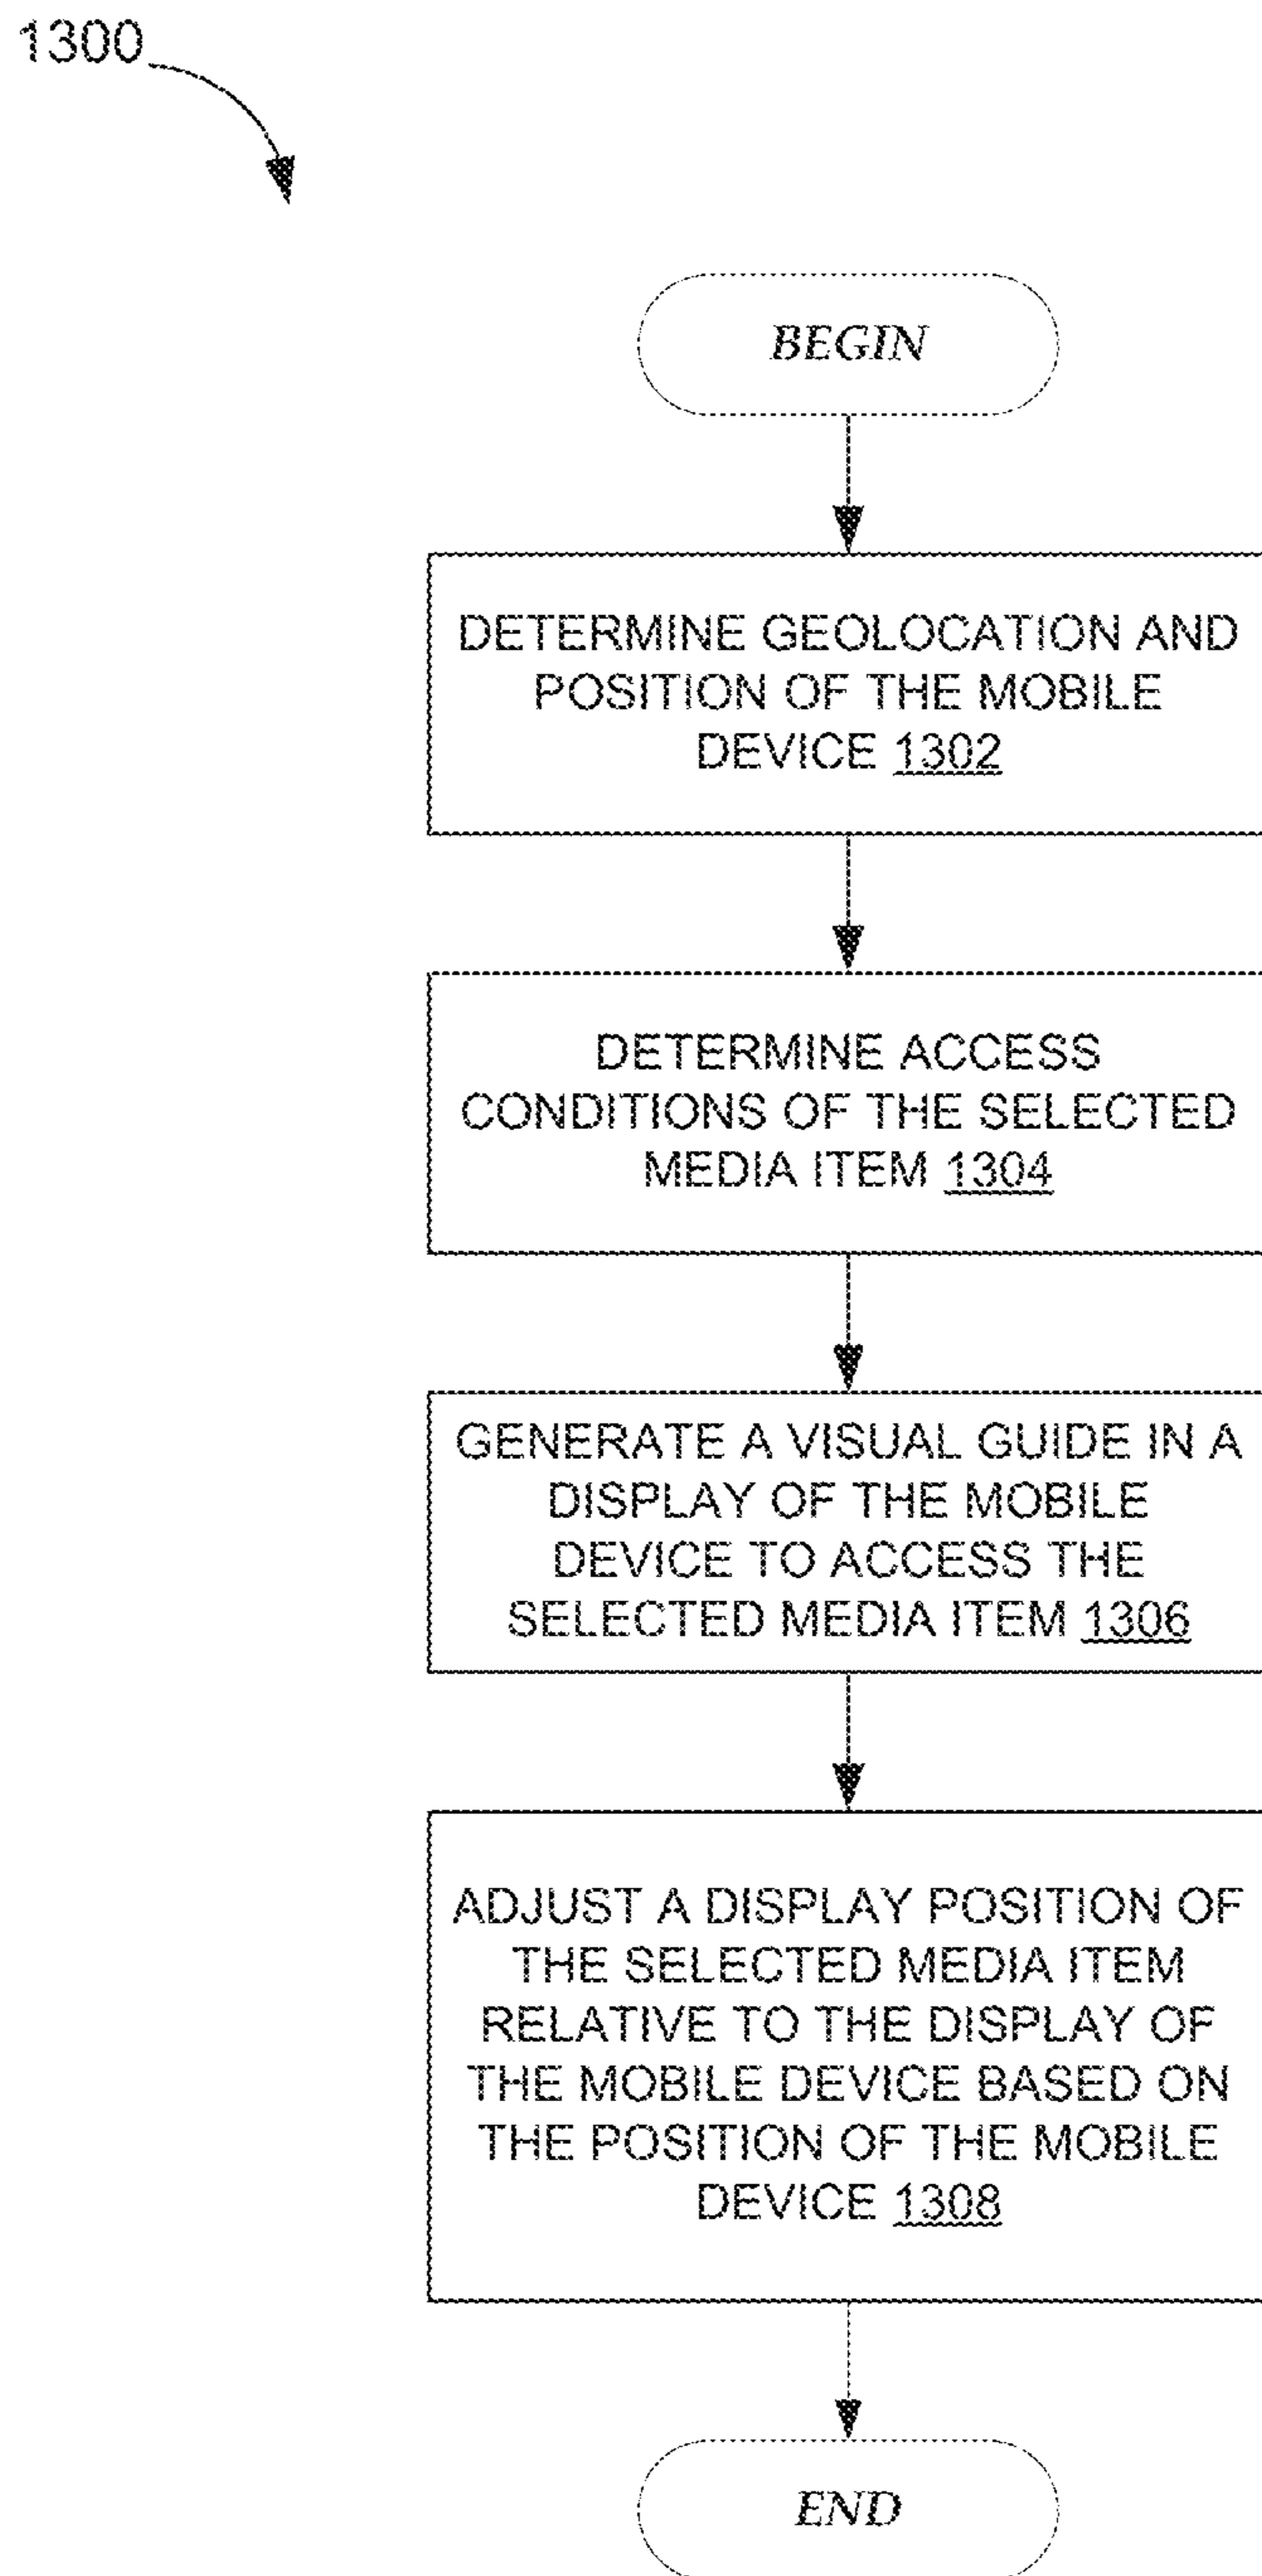 1300
BEGIN
DETERMINE GEOLOCATION AND
POSITION OF THE MOBILE
DEVICE 1302
DETERMINE ACCESS
CONDITIONS OF THE SELECTED
MEDIA ITEM 1304
GENERATE A VISUAL GUIDE IN A
DISPLAY OF THE MOBILE
DEVICE TO ACCESS THE
SELECTED MEDIA ITEM 1306
ADJUST A DISPLAY POSITION OF
THE SELECTED MEDIA ITEM
RELATIVE TO THE DISPLAY OF
THE MOBILE DEVICE BASED ON
THE POSITION OF THE MOBILE
DEVICE 1308
END